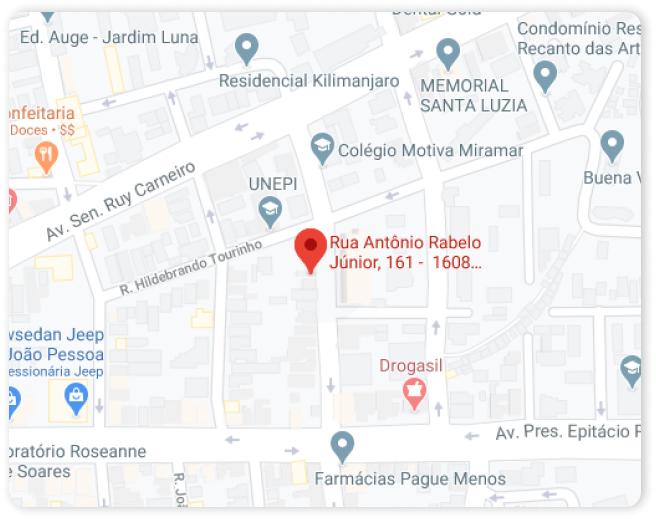 Dental Gold
Ed. Auge - Jardim Luna
Condomínio Res
Recanto das Art
Residencial Kilimanjaro
MEMORIAL
SANTA LUZIA
onfeitaria
Doces • $$
Colégio Motiva Miramar
Buena V
UNEPI
Av. Sen. Ruy Carneiro
Rua Antônio Rabelo
Júnior, 161 - 1608...
R. Hildebrando Tourinho
wsedan Jeep
João Pessoa
essionária Jeep
Drogasil
Av. Pres. Epitácio P
oratório Roseanne
e Soares
Farmácias Pague Menos
R. Joã